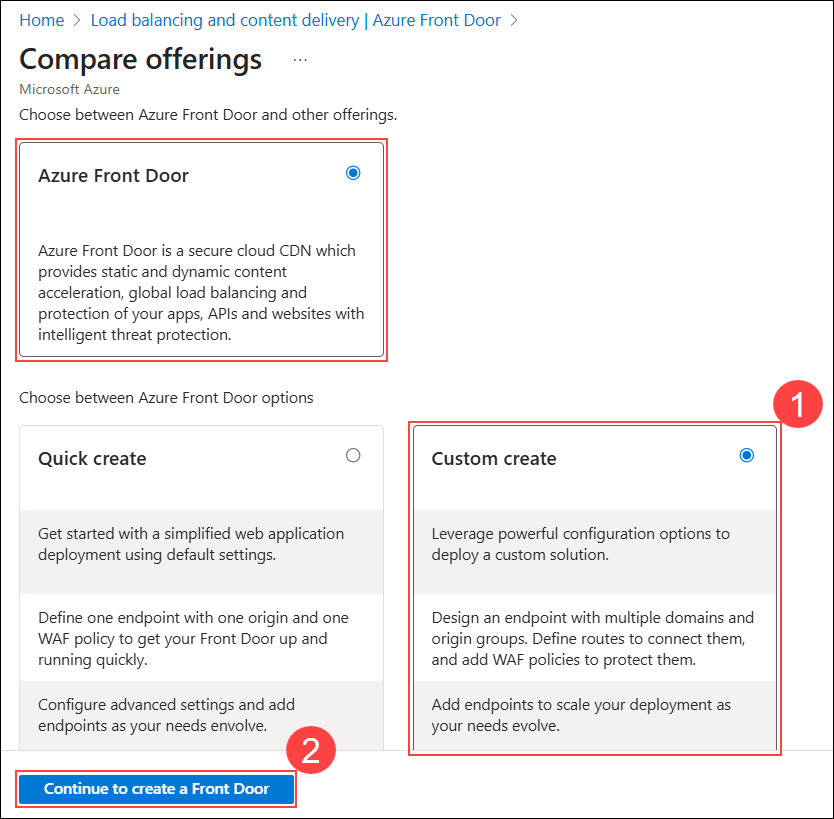 Home > Load balancing and content delivery | Azure Front Door >
Compare offerings ...
Microsoft Azure
Choose between Azure Front Door and other offerings.
Azure Front Door
Azure Front Door is a secure cloud CDN which
provides static and dynamic content
acceleration, global load balancing and
protection of your apps, APIs and websites with
intelligent threat protection.
Choose between Azure Front Door options
1
Quick create
Get started with a simplified web application
deployment using default settings.
Define one endpoint with one origin and one
WAF policy to get your Front Door up and
running quickly.
Configure advanced settings and add
endpoints as your needs envolve.
Custom create
Leverage powerful configuration options to
deploy a custom solution.
Design an endpoint with multiple domains and
origin groups. Define routes to connect them,
and add WAF policies to protect them.
Add endpoints to scale your deployment as
your needs evolve.
2
Continue to create a Front Door